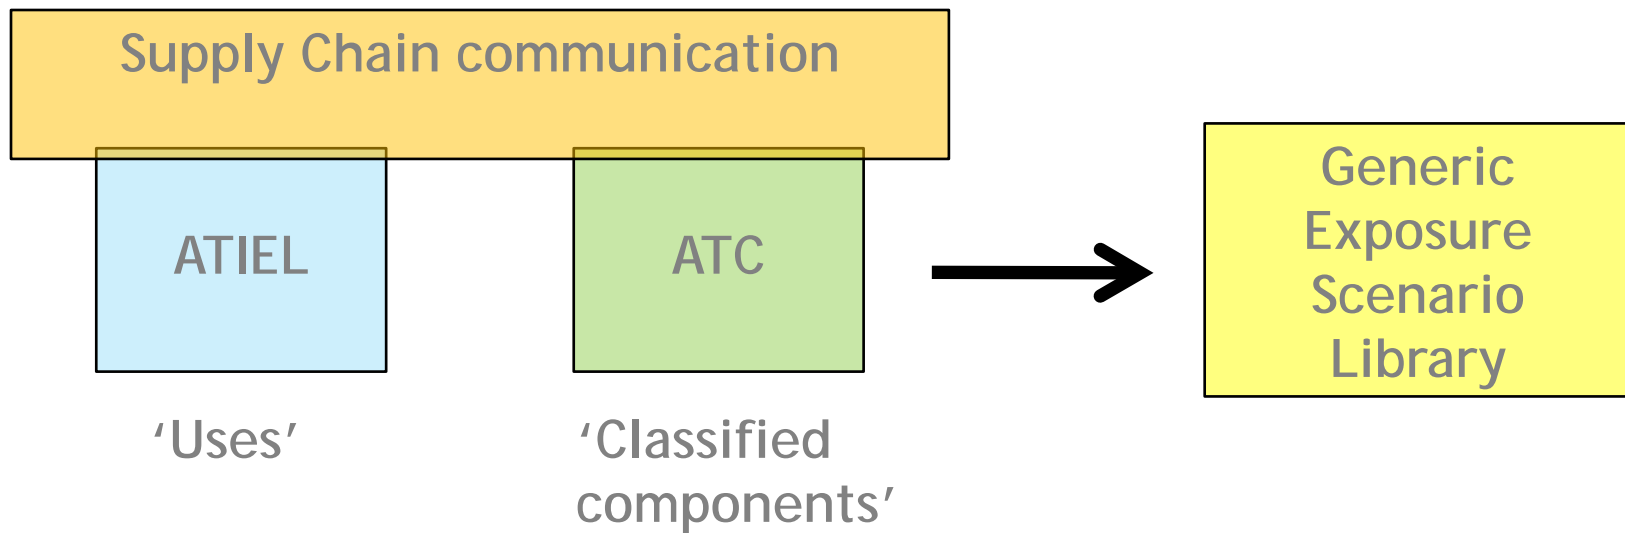 Supply Chain communication
ATIEL
ATC
Generic
Exposure
Scenario
Library
‘Uses’
‘Classified
components’